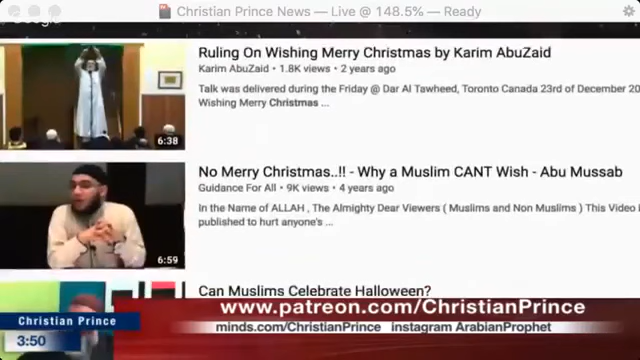 Christian Prince News — Live @ 148.5% — Ready
Google
Ruling On Wishing Merry Christmas by Karim AbuZaid
Karim AbuZaid • 1.8K views • 2 years ago
Talk was delivered during the Friday @ Dar Al Tawheed, Toronto Canada 23rd of December 20
Wishing Merry Christmas ...
6:38
No Merry Christmas..!! - Why a Muslim CANT Wish - Abu Mussab
Guidance For All • 9K views • 4 years ago
In the Name of ALLAH , The Almighty Dear Viewers ( Muslims and Non Muslims ) This Video i
published to hurt anyone's ...
6:59
Can Muslims Celebrate Halloween?
www.patreon.com/ChristianPrince
Christian Prince
minds.com/ChristianPrince instagram ArabianProphet
3:50